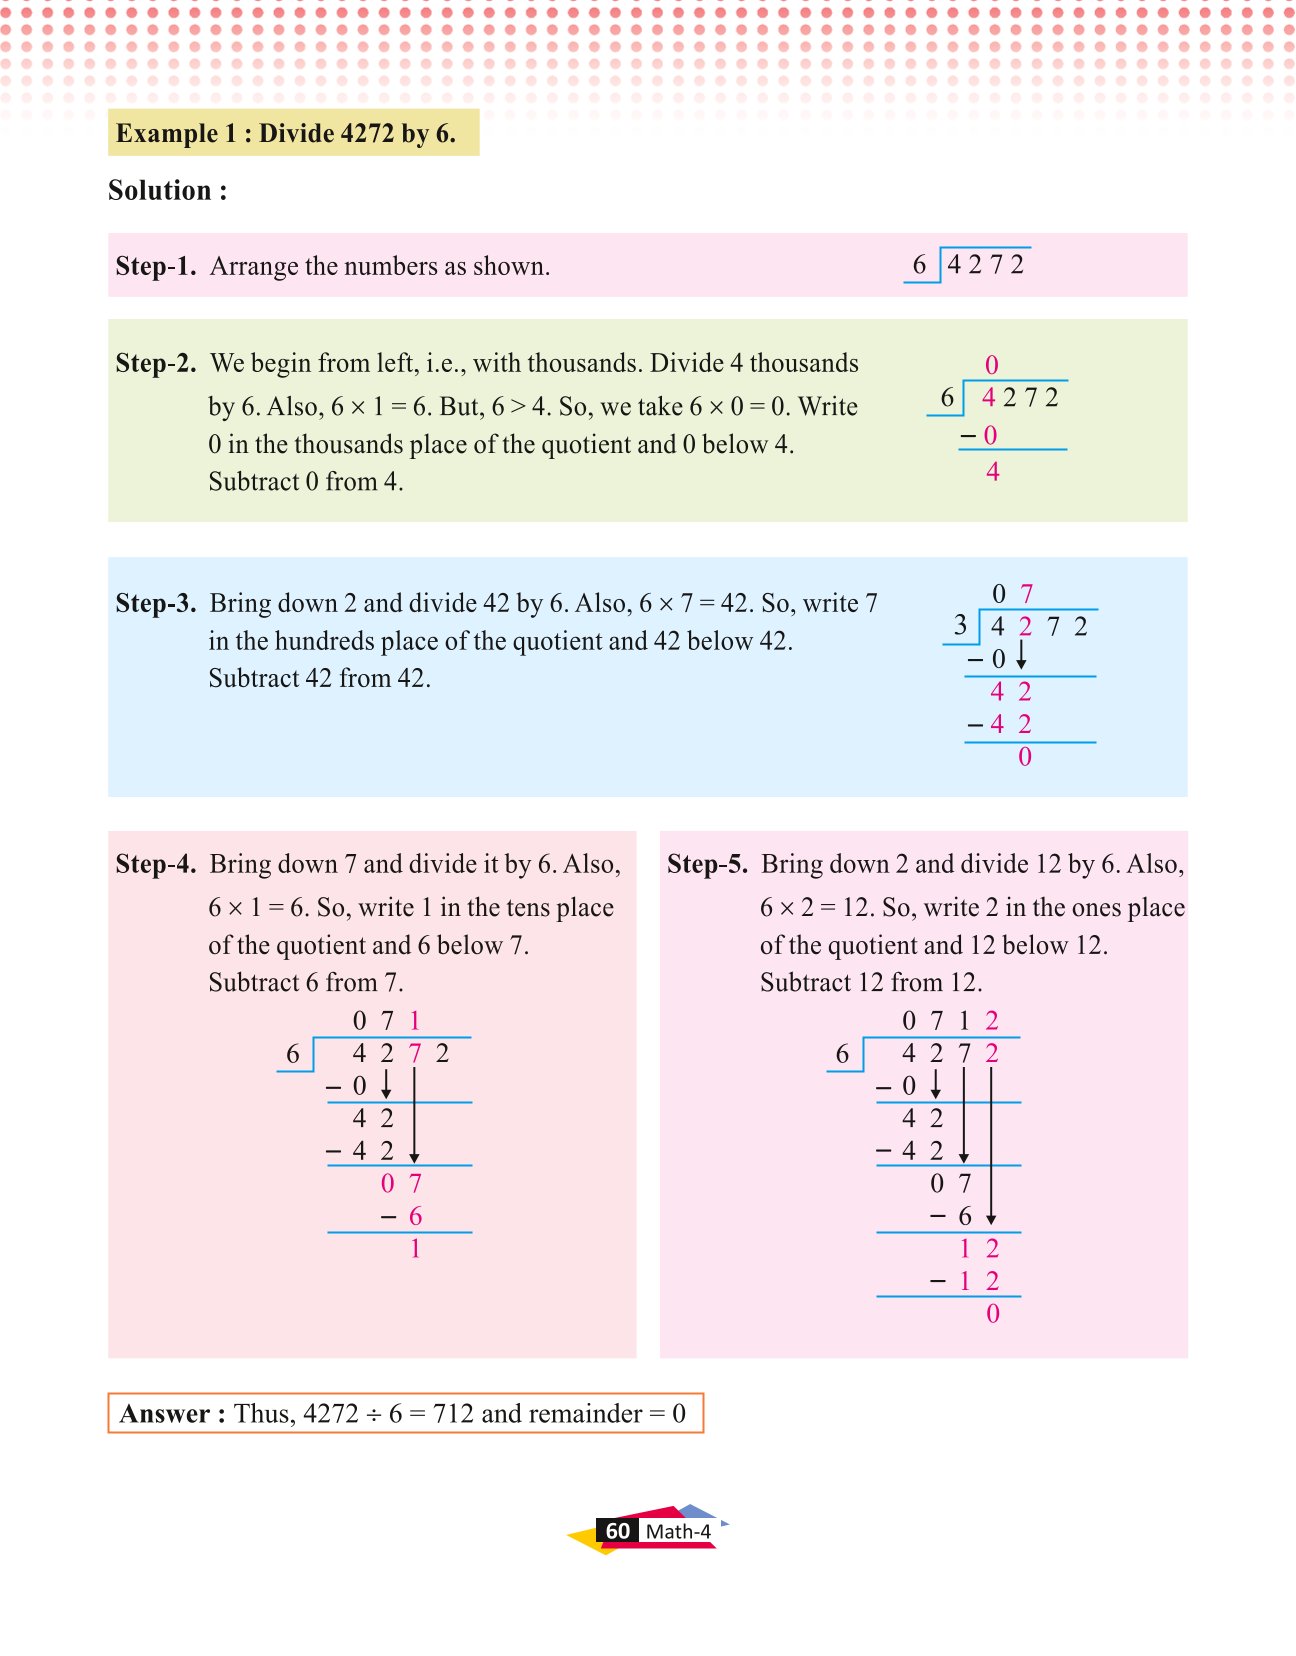 Example 1 : Divide 4272 by 6.
Solution :
Step-1. Arrange the numbers as shown.
6 4 2 7 2
Step-2. We begin from left, i.e., with thousands. Divide 4 thousands
by 6. Also, 6 × 1 = 6. But, 6 > 4. So, we take 6 × 0 = 0. Write
0 in the thousands place of the quotient and 0 below 4.
Subtract 0 from 4.
0
6 4 2 7 2
– 0
4
Step-3. Bring down 2 and divide 42 by 6. Also, 6 × 7 = 42. So, write 7
in the hundreds place of the quotient and 42 below 42.
Subtract 42 from 42.
0 7
3 4 2 7 2
– 0
4 2
– 4 2
0
Step-4. Bring down 7 and divide it by 6. Also,
6 × 1 = 6. So, write 1 in the tens place
of the quotient and 6 below 7.
Subtract 6 from 7.
0 7 1
6 4 2 7 2
– 0
4 2
– 4 2
0 7
– 6
1
Step-5. Bring down 2 and divide 12 by 6. Also,
6 × 2 = 12. So, write 2 in the ones place
of the quotient and 12 below 12.
Subtract 12 from 12.
0 7 1 2
6 4 2 7 2
– 0
4 2
– 4 2
0 7
– 6
1 2
– 1 2
0
Answer : Thus, 4272 ÷ 6 = 712 and remainder = 0
60 Math-4